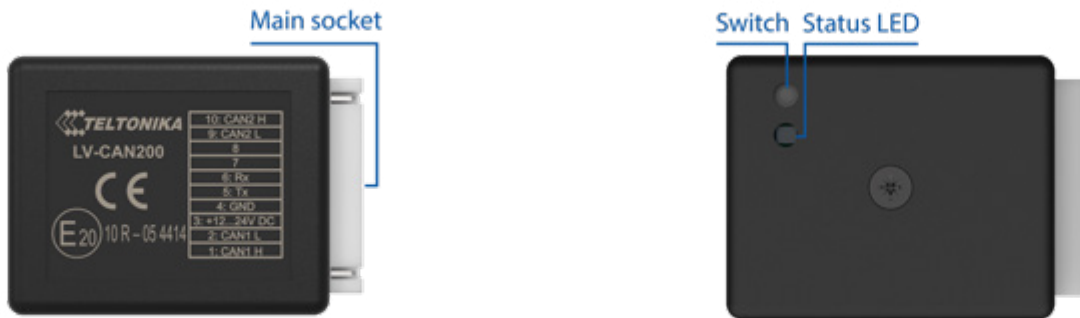 Main socket
Switch Status LED
TELTONIKA
LV-CAN200
CE
E20 10 R - 05 4414
10: CAN2 H
9: CAN2 L
8
7
6: Rx
5: Tx
4: GND
3: +12...24V DC
2: CAN1 L
1: CAN1 H